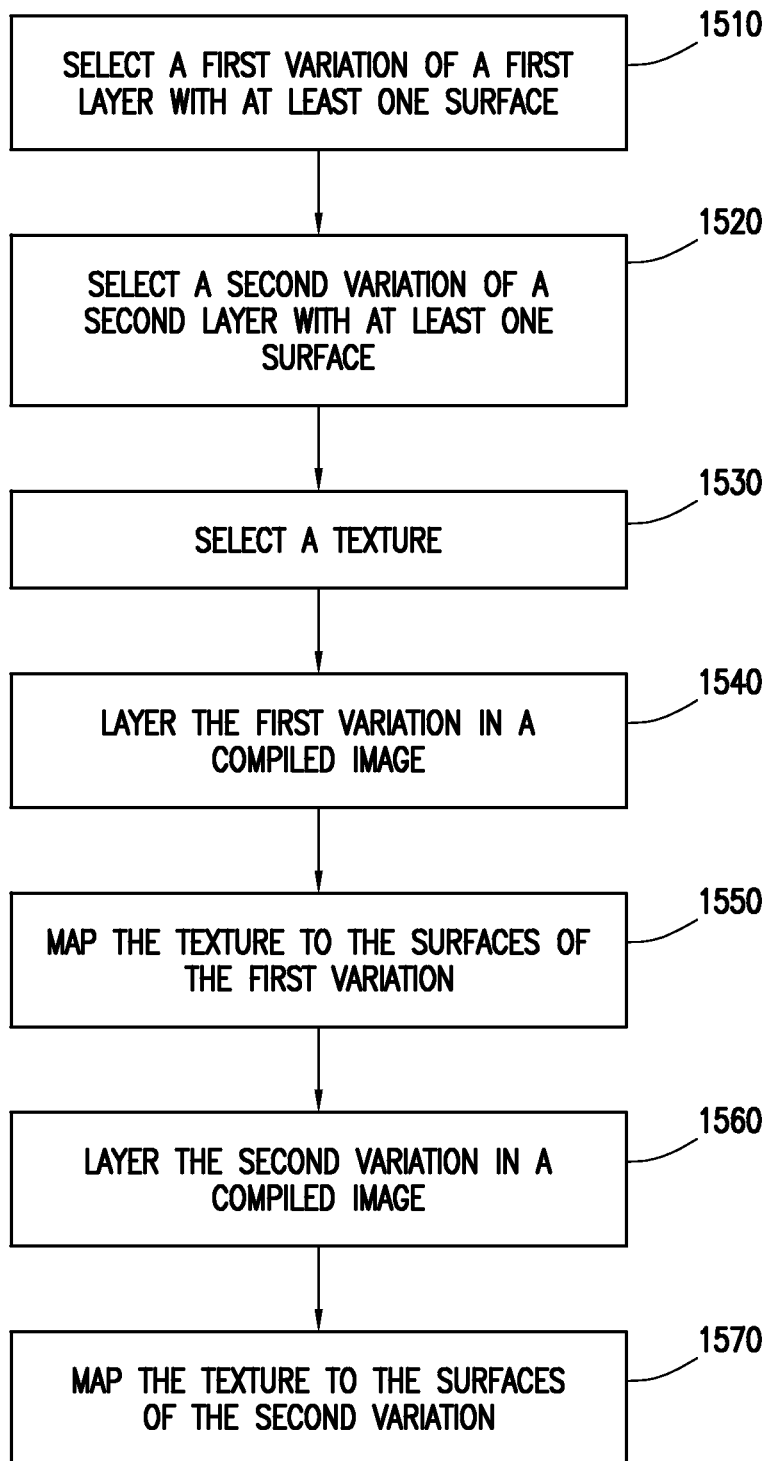 1510
SELECT A FIRST VARIATION OF A FIRST
LAYER WITH AT LEAST ONE SURFACE
1520
SELECT A SECOND VARIATION OF A
SECOND LAYER WITH AT LEAST ONE
SURFACE
1530
SELECT A TEXTURE
1540
LAYER THE FIRST VARIATION IN A
COMPILED IMAGE
1550
MAP THE TEXTURE TO THE SURFACES OF
THE FIRST VARIATION
1560
LAYER THE SECOND VARIATION IN A
COMPILED IMAGE
1570
MAP THE TEXTURE TO THE SURFACES
OF THE SECOND VARIATION